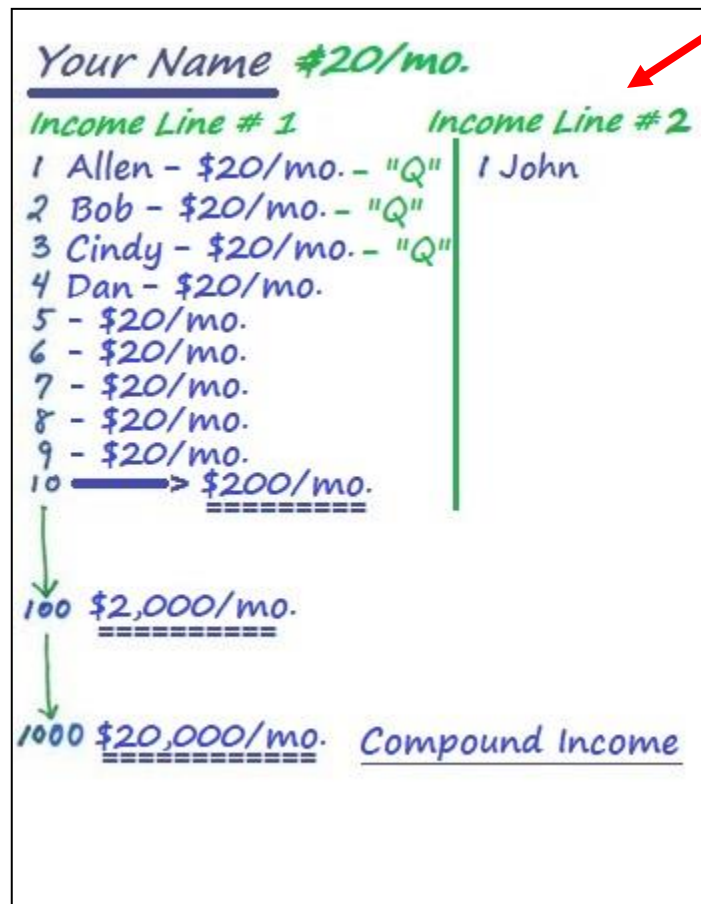 Your Name $20/mo.
Income Line # 1
1 Allen - $20/mo. - "Q"
2 Bob - $20/mo. - "Q"
3 Cindy - $20/mo. - "Q"
4 Dan - $20/mo.
5 - $20/mo.
6 - $20/mo.
7 - $20/mo.
8 - $20/mo.
9 - $20/mo.
10 $200/mo.
100 $2,000/mo.
1000 $20,000/mo.
Compound Income
Income Line # 2
1 John